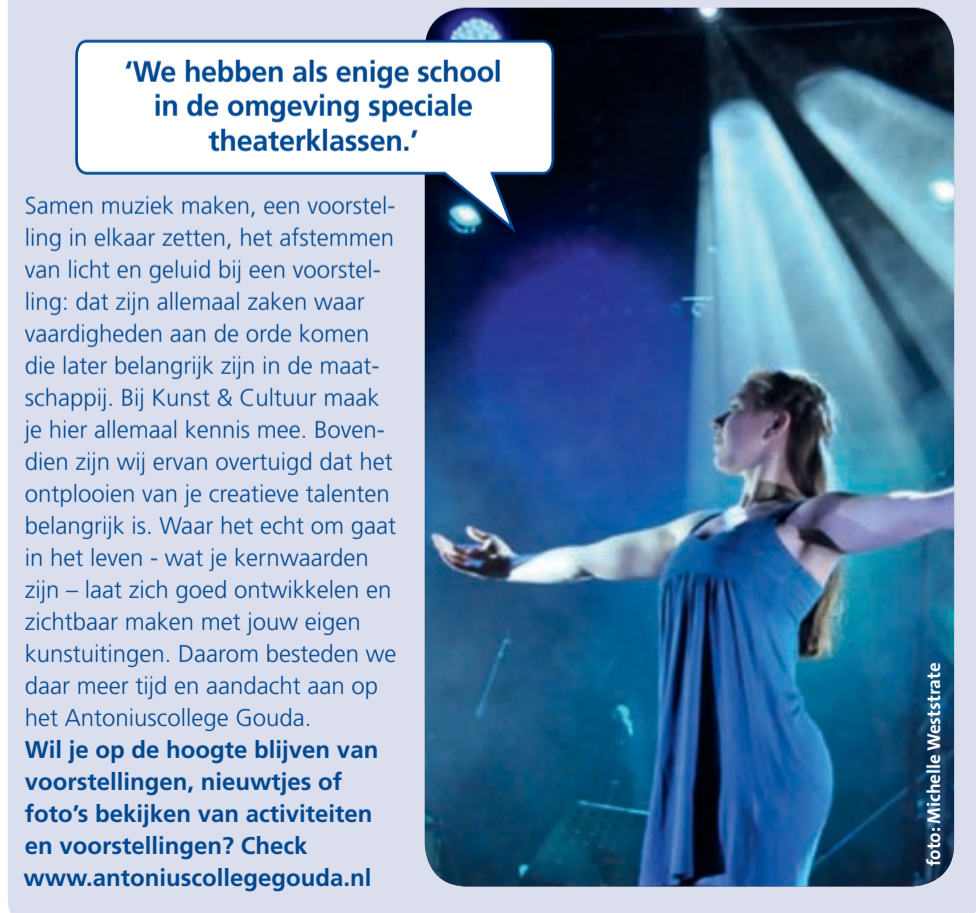 ‘We hebben als enige school
in de omgeving speciale
theaterklassen.’
Samen muziek maken, een voorstel-
ling in elkaar zetten, het afstemmen
van licht en geluid bij een voorstel-
ling: dat zijn allemaal zaken waar
vaardigheden aan de orde komen
die later belangrijk zijn in de maat-
schappij. Bij Kunst & Cultuur maak
je hier allemaal kennis mee. Boven-
dien zijn wij ervan overtuigd dat het
ontplooien van je creatieve talenten
belangrijk is. Waar het echt om gaat
in het leven - wat je kernwaarden
zijn – laat zich goed ontwikkelen en
zichtbaar maken met jouw eigen
kunstuitingen. Daarom besteden we
daar meer tijd en aandacht aan op
het Antoniuscollege Gouda.
Wil je op de hoogte blijven van
voorstellingen, nieuwtjes of
foto’s bekijken van activiteiten
en voorstellingen? Check
www.antoniuscollegegouda.nl
foto: Michelle Weststrate